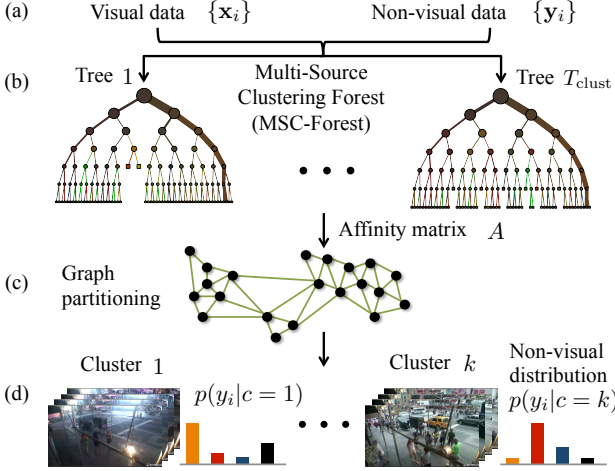 (a) Visual data {x_i} Non-visual data {y_i}
(b) Tree 1 Multi-Source Tree T_clust
Clustering Forest
(MSC-Forest)
• • •
Affinity matrix A
(c) Graph
partitioning
Cluster 1 Cluster k Non-visual
distribution
(d) p(y_i|c = 1) • • • p(y_i|c = k)